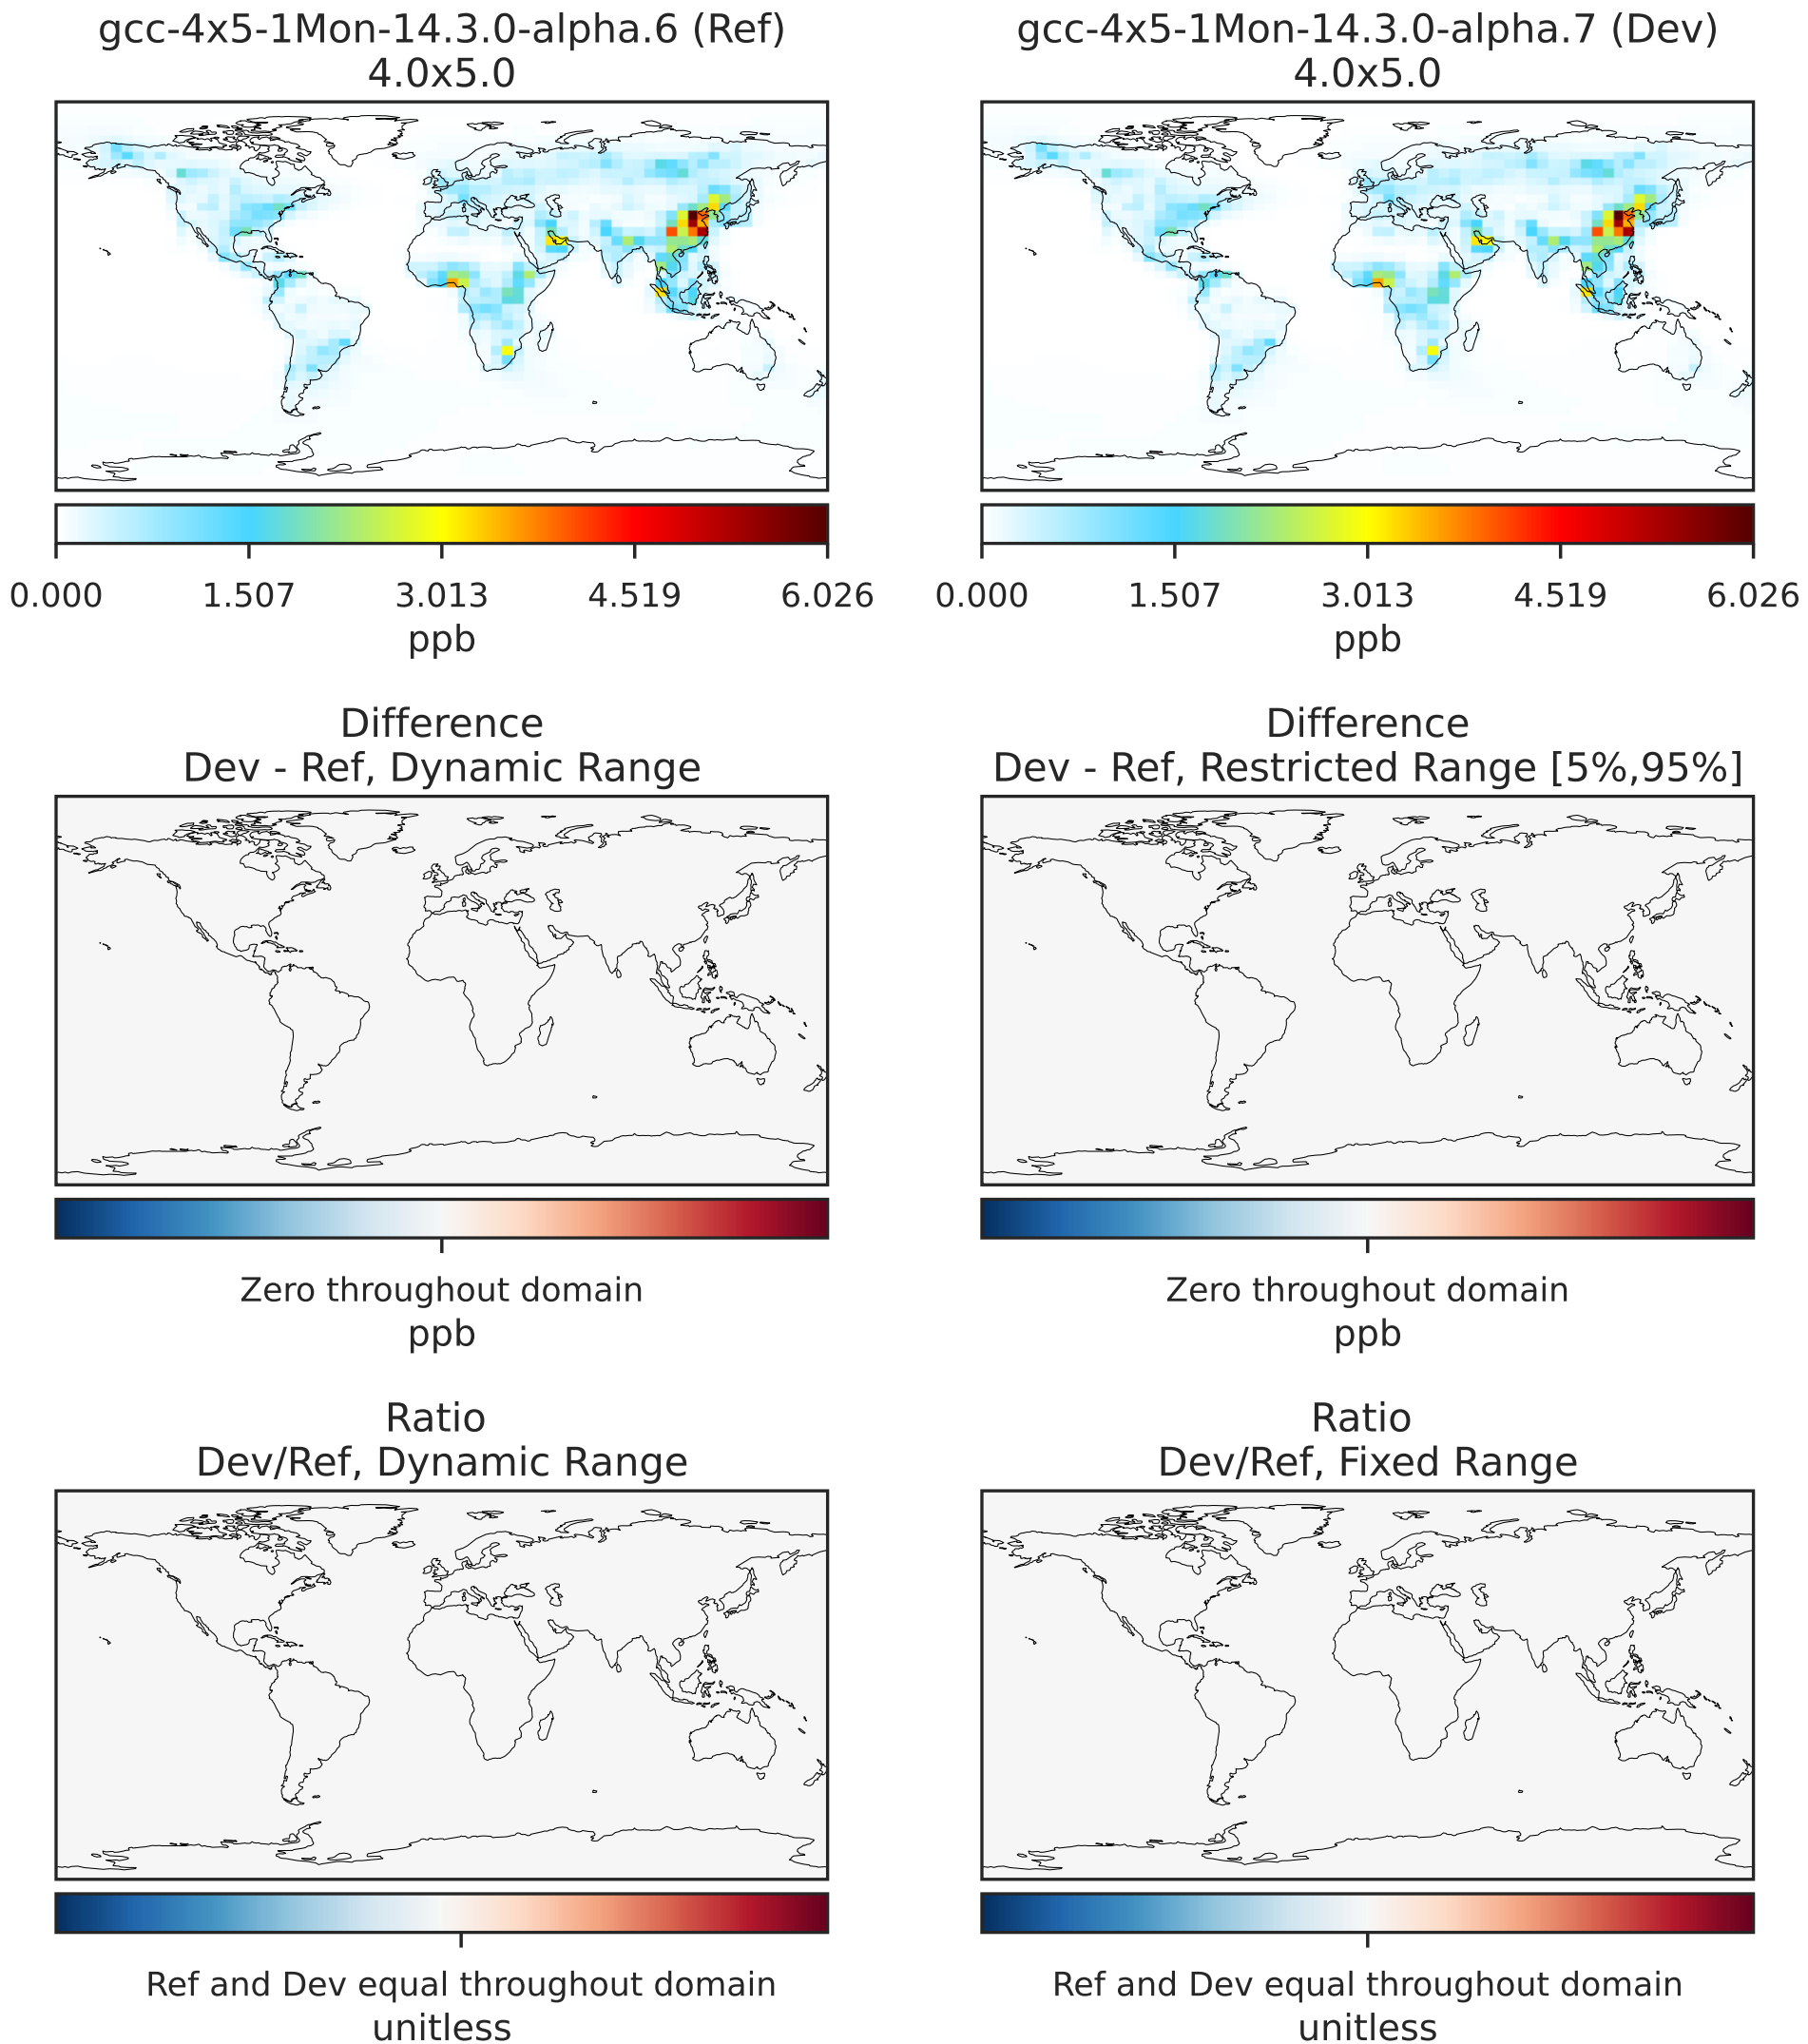 gcc-4x5-1Mon-14.3.0-alpha.6 (Ref)
4.0x5.0
gcc-4x5-1Mon-14.3.0-alpha.7 (Dev)
4.0x5.0
0.000 1.507 3.013 4.519 6.026
ppb
0.000 1.507 3.013 4.519 6.026
ppb
Difference
Dev - Ref, Dynamic Range
Difference
Dev - Ref, Restricted Range [5%,95%]
Zero throughout domain
ppb
Zero throughout domain
ppb
Ratio
Dev/Ref, Dynamic Range
Ratio
Dev/Ref, Fixed Range
Ref and Dev equal throughout domain
unitless
Ref and Dev equal throughout domain
unitless